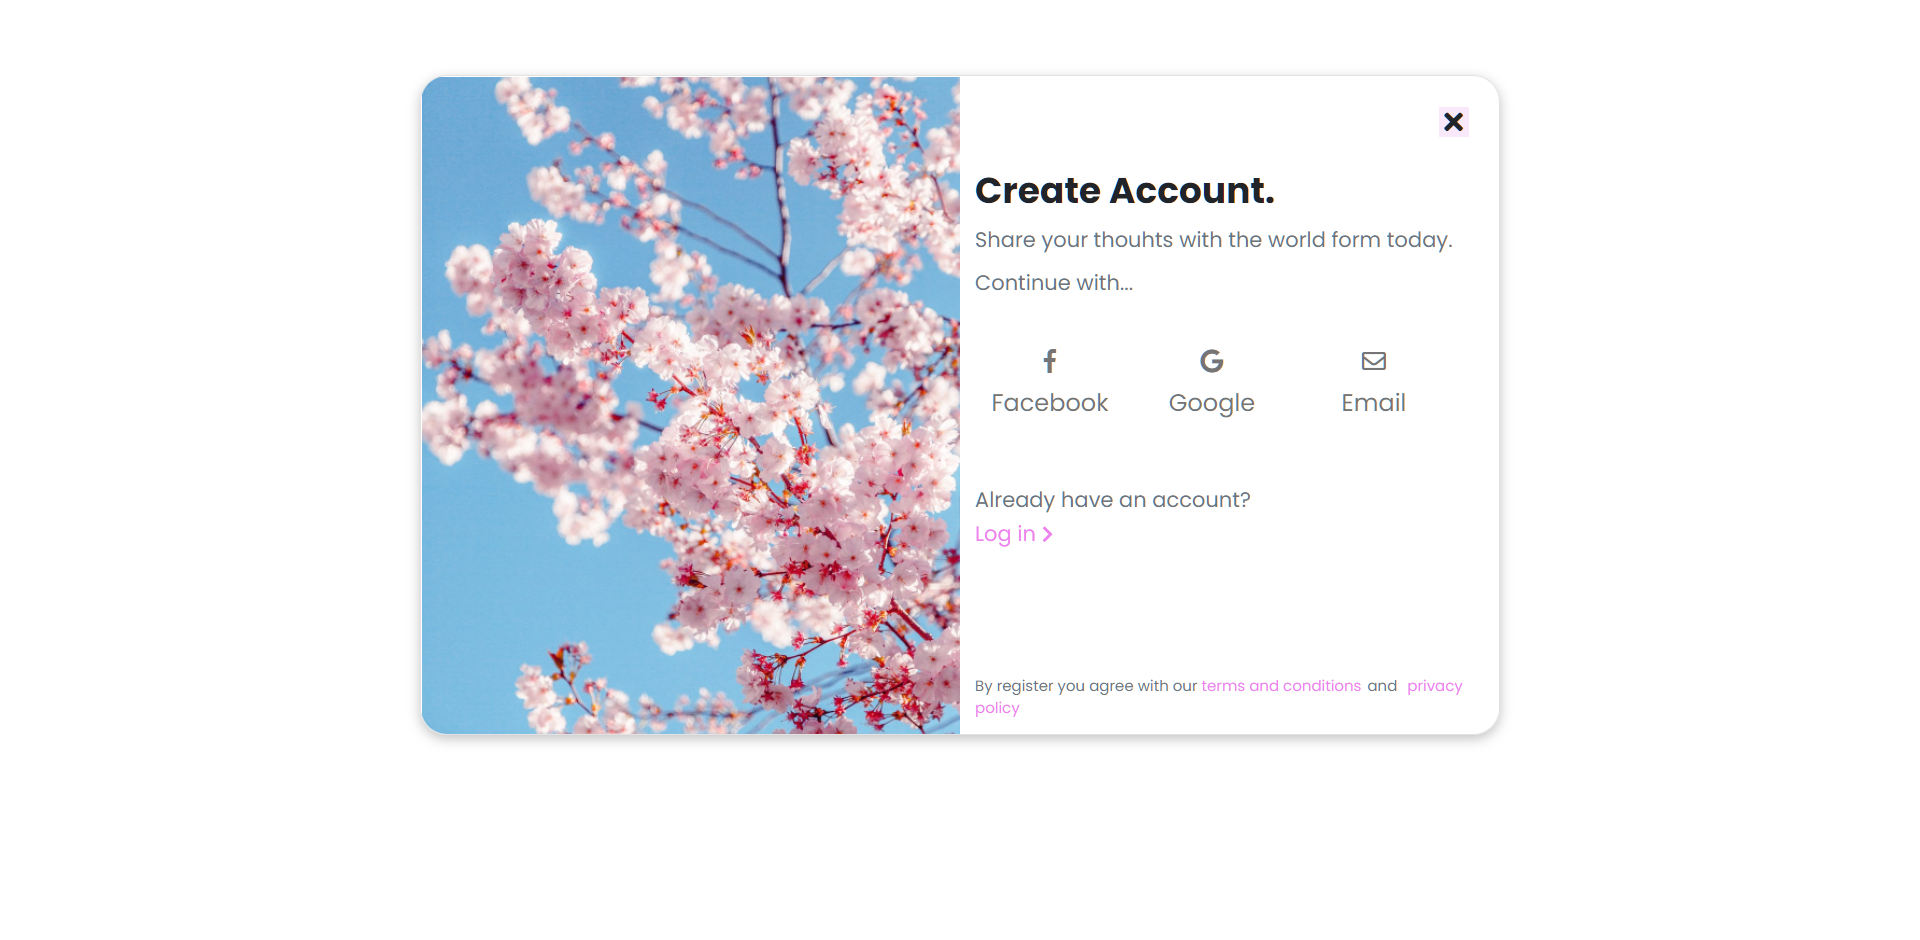 Create Account.
Share your thouhts with the world form today.
Continue with...
Facebook
Google
Email
Already have an account?
Log in
By register you agree with our terms and conditions and privacy
policy